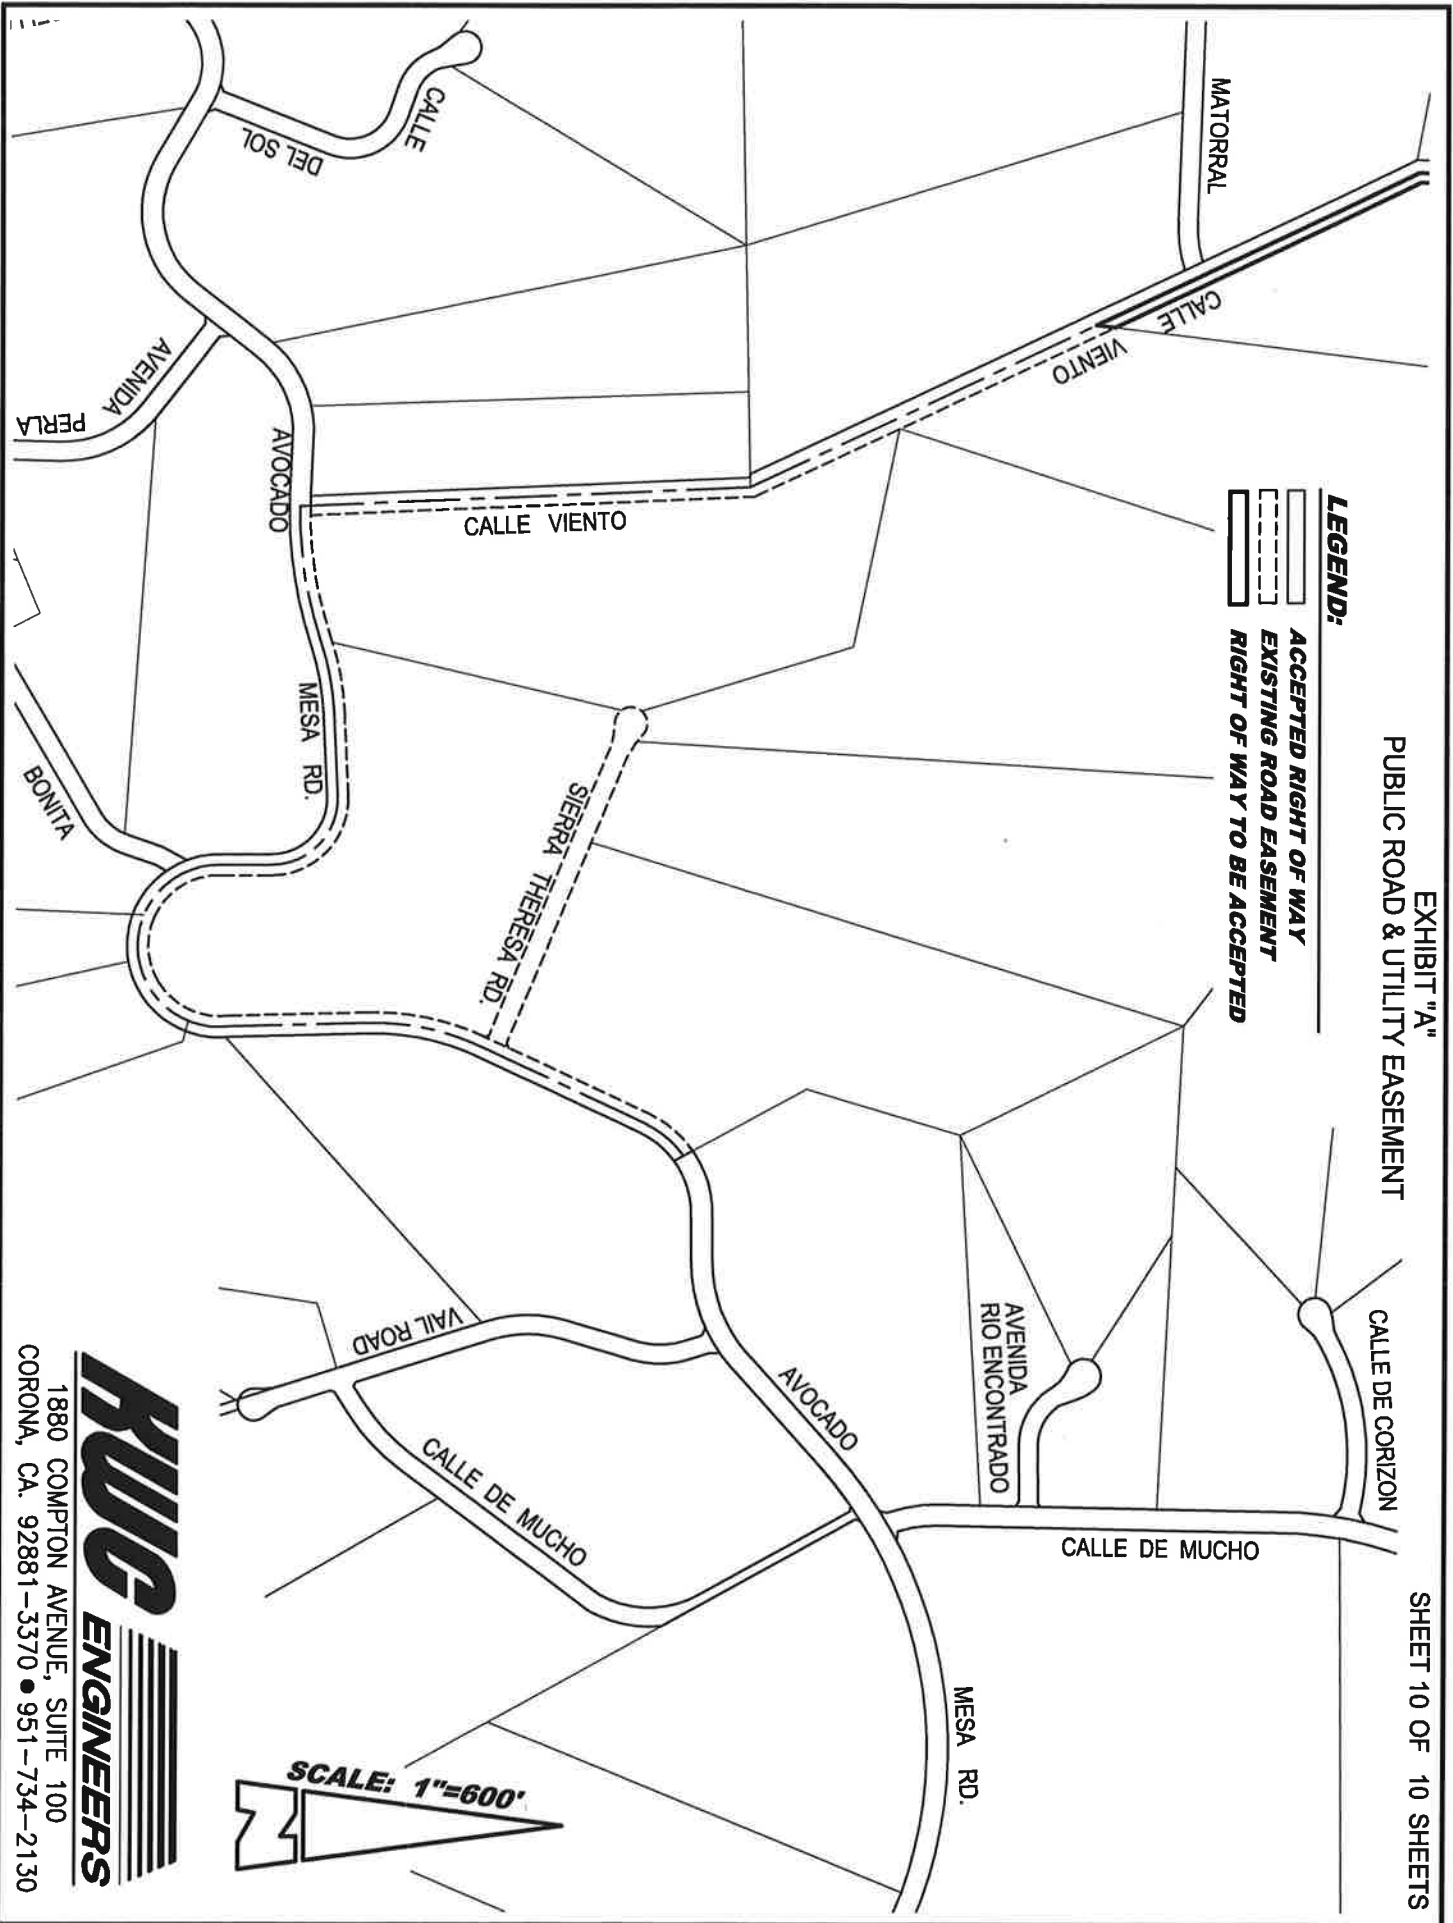 EXHIBIT "A"
PUBLIC ROAD & UTILITY EASEMENT
SHEET 10 OF 10 SHEETS
LEGEND:
ACCEPTED RIGHT OF WAY
EXISTING ROAD EASEMENT
RIGHT OF WAY TO BE ACCEPTED
MATORRAL
CALLE
VIENTO
CALLE VIENTO
CALLE
DEL SOL
AVENIDA
PERLA
AVOCADO
MESA RD.
BONITA
SIERRA THERESA RD.
CALLE DE CORIZON
AVENIDA
RIO ENCONTRADO
CALLE DE MUCHO
AVOCADO
MESA RD.
VAIL ROAD
CALLE DE MUCHO
SCALE: 1"=600'
N
KWC ENGINEERS
1880 COMPTON AVENUE, SUITE 100
CORONA, CA. 92881-3370 ● 951-734-2130